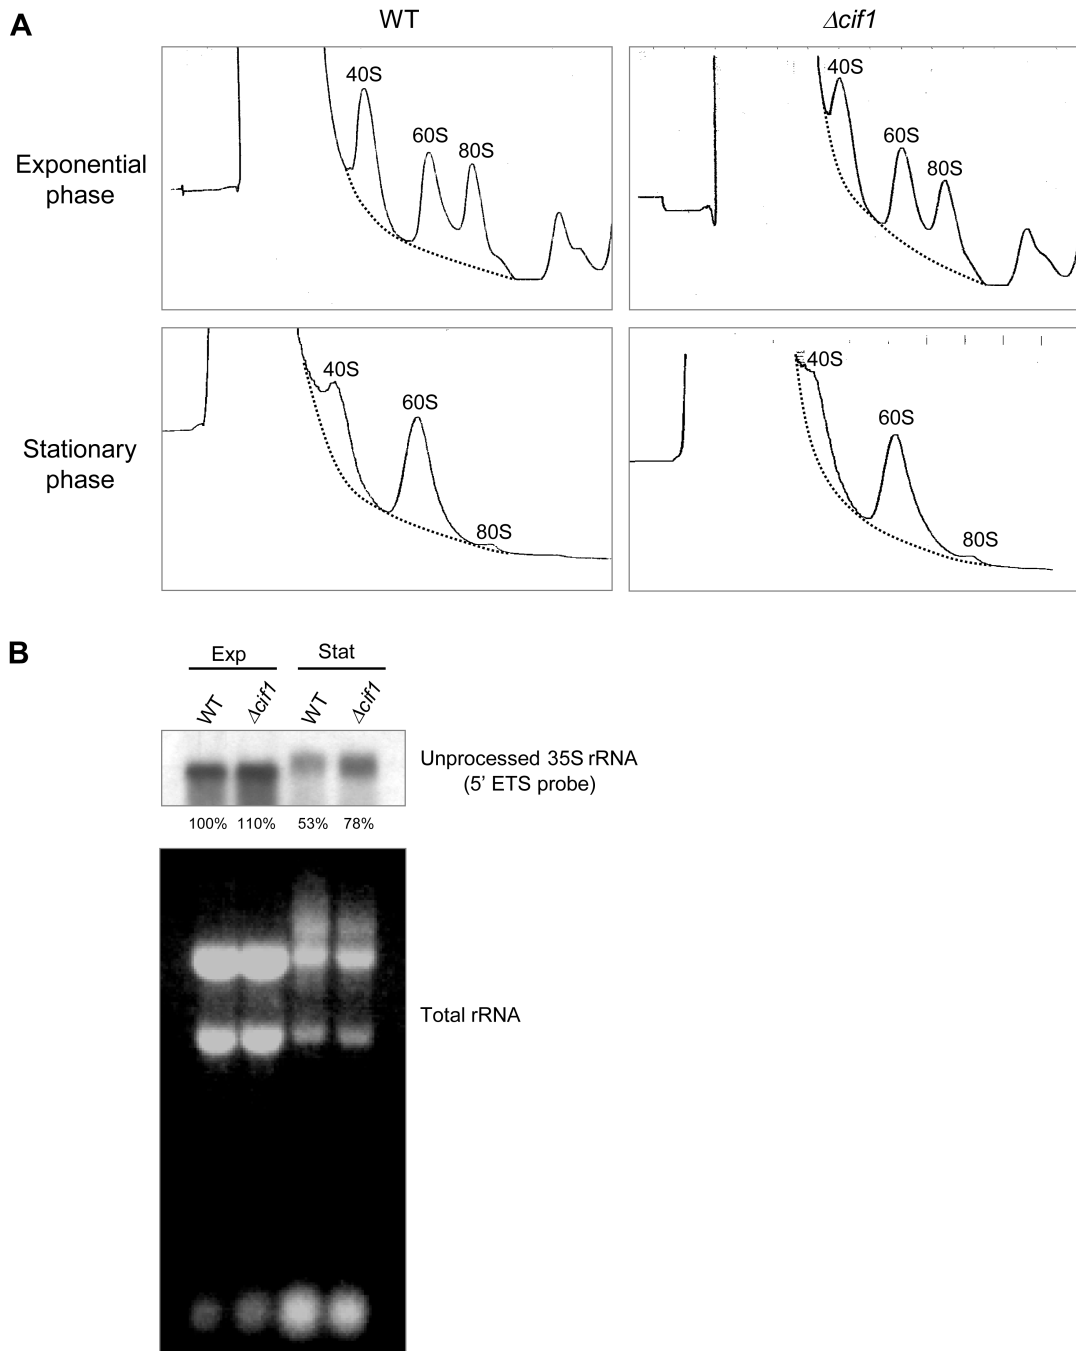 A
WT
Δcif1
Exponential
phase
40S
60S
80S
40S
60S
80S
Stationary
phase
40S
60S
80S
40S
60S
80S
B
Exp
Stat
WT
Δcif1
WT
Δcif1
Unprocessed 35S rRNA
(5' ETS probe)
100%
110%
53%
78%
Total rRNA